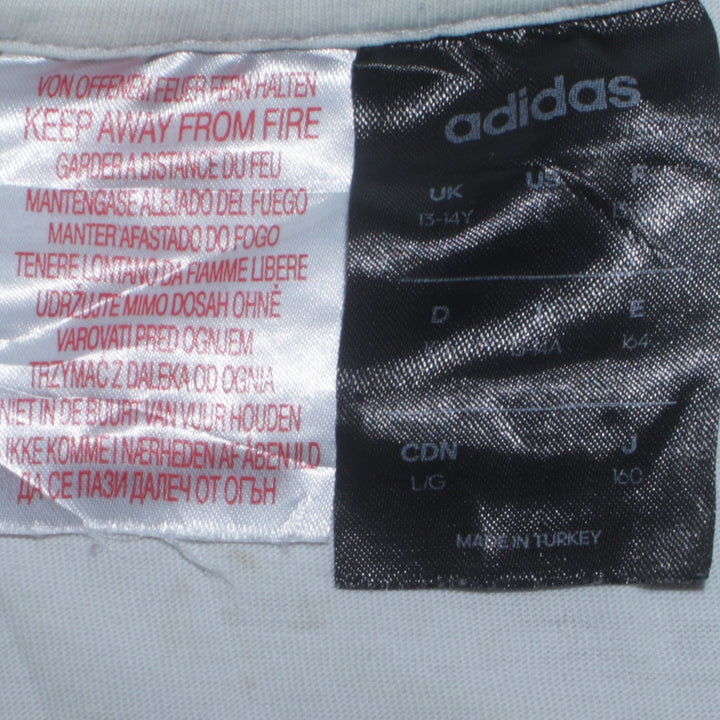 VON OFFENEM FEUER FERN HALTEN
KEEP AWAY FROM FIRE
GARDER A DISTANCE DU FEU
MANTÉNGASE ALEJADO DEL FUEGO
MANTER AFASTADO DO FOGO
TENERE LONTANO DA FIAMME LIBERE
UDRŽUJTE MIMO DOSAH OHNĚ
VAROVATI PRED OGNJEM
TRZYMAC Z DALEKA OD OGNIA
NIET IN DE BUURT VAN VUUR HOUDEN
IKKE KOMME I NÆRHEDEN AF ÅBEN ILD
ДА СЕ ПАЗИ ДАЛЕЧ ОТ ОГЪН
adidas
UK US F
13-14Y
D I E
164
CDN J
L/G 160
MADE IN TURKEY